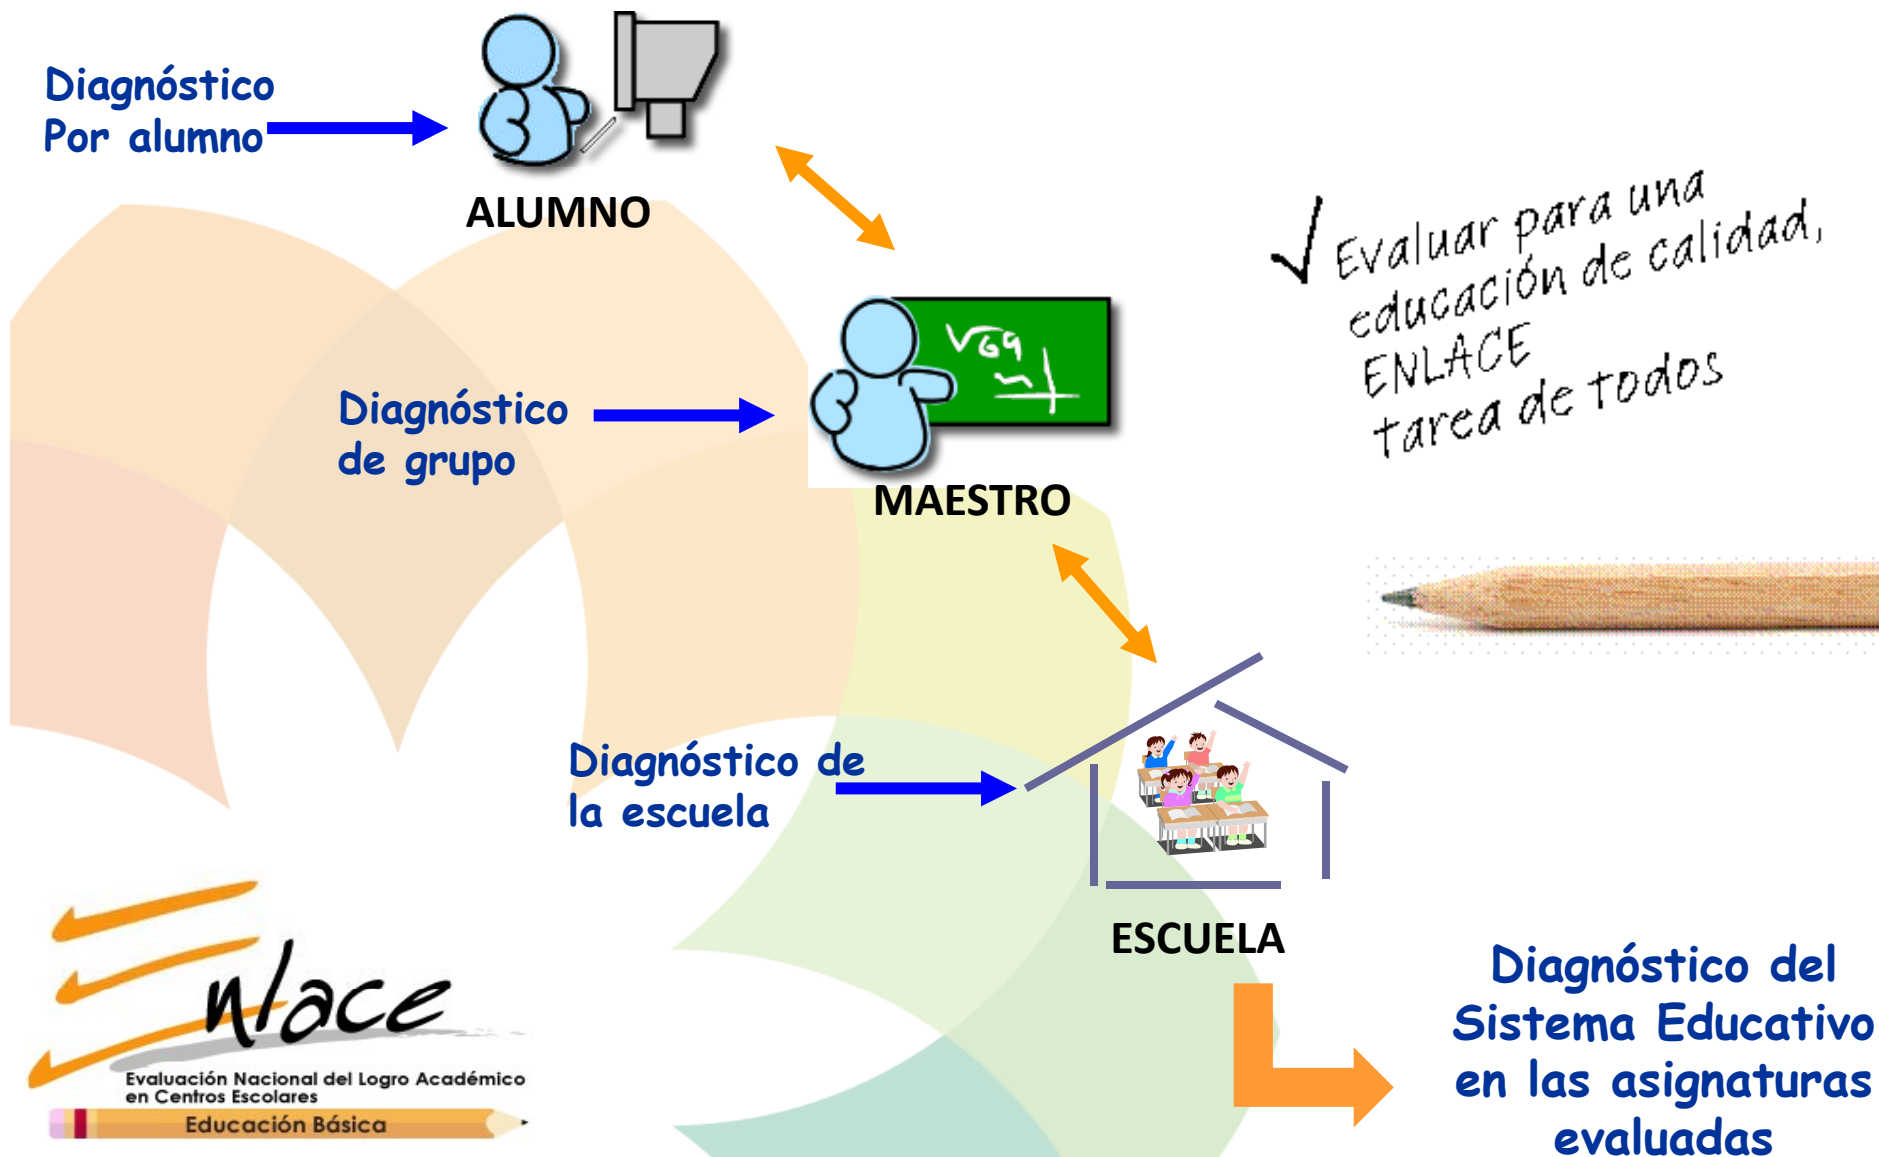 Diagnóstico
Por alumno
ALUMNO
√ Evaluar para una
educación de calidad,
ENLACE
tarea de todos
√69
Diagnóstico
de grupo
MAESTRO
Diagnóstico de
la escuela
ESCUELA
Enlace
Evaluación Nacional del Logro Académico
en Centros Escolares
Educación Básica
Diagnóstico del
Sistema Educativo
en las asignaturas
evaluadas